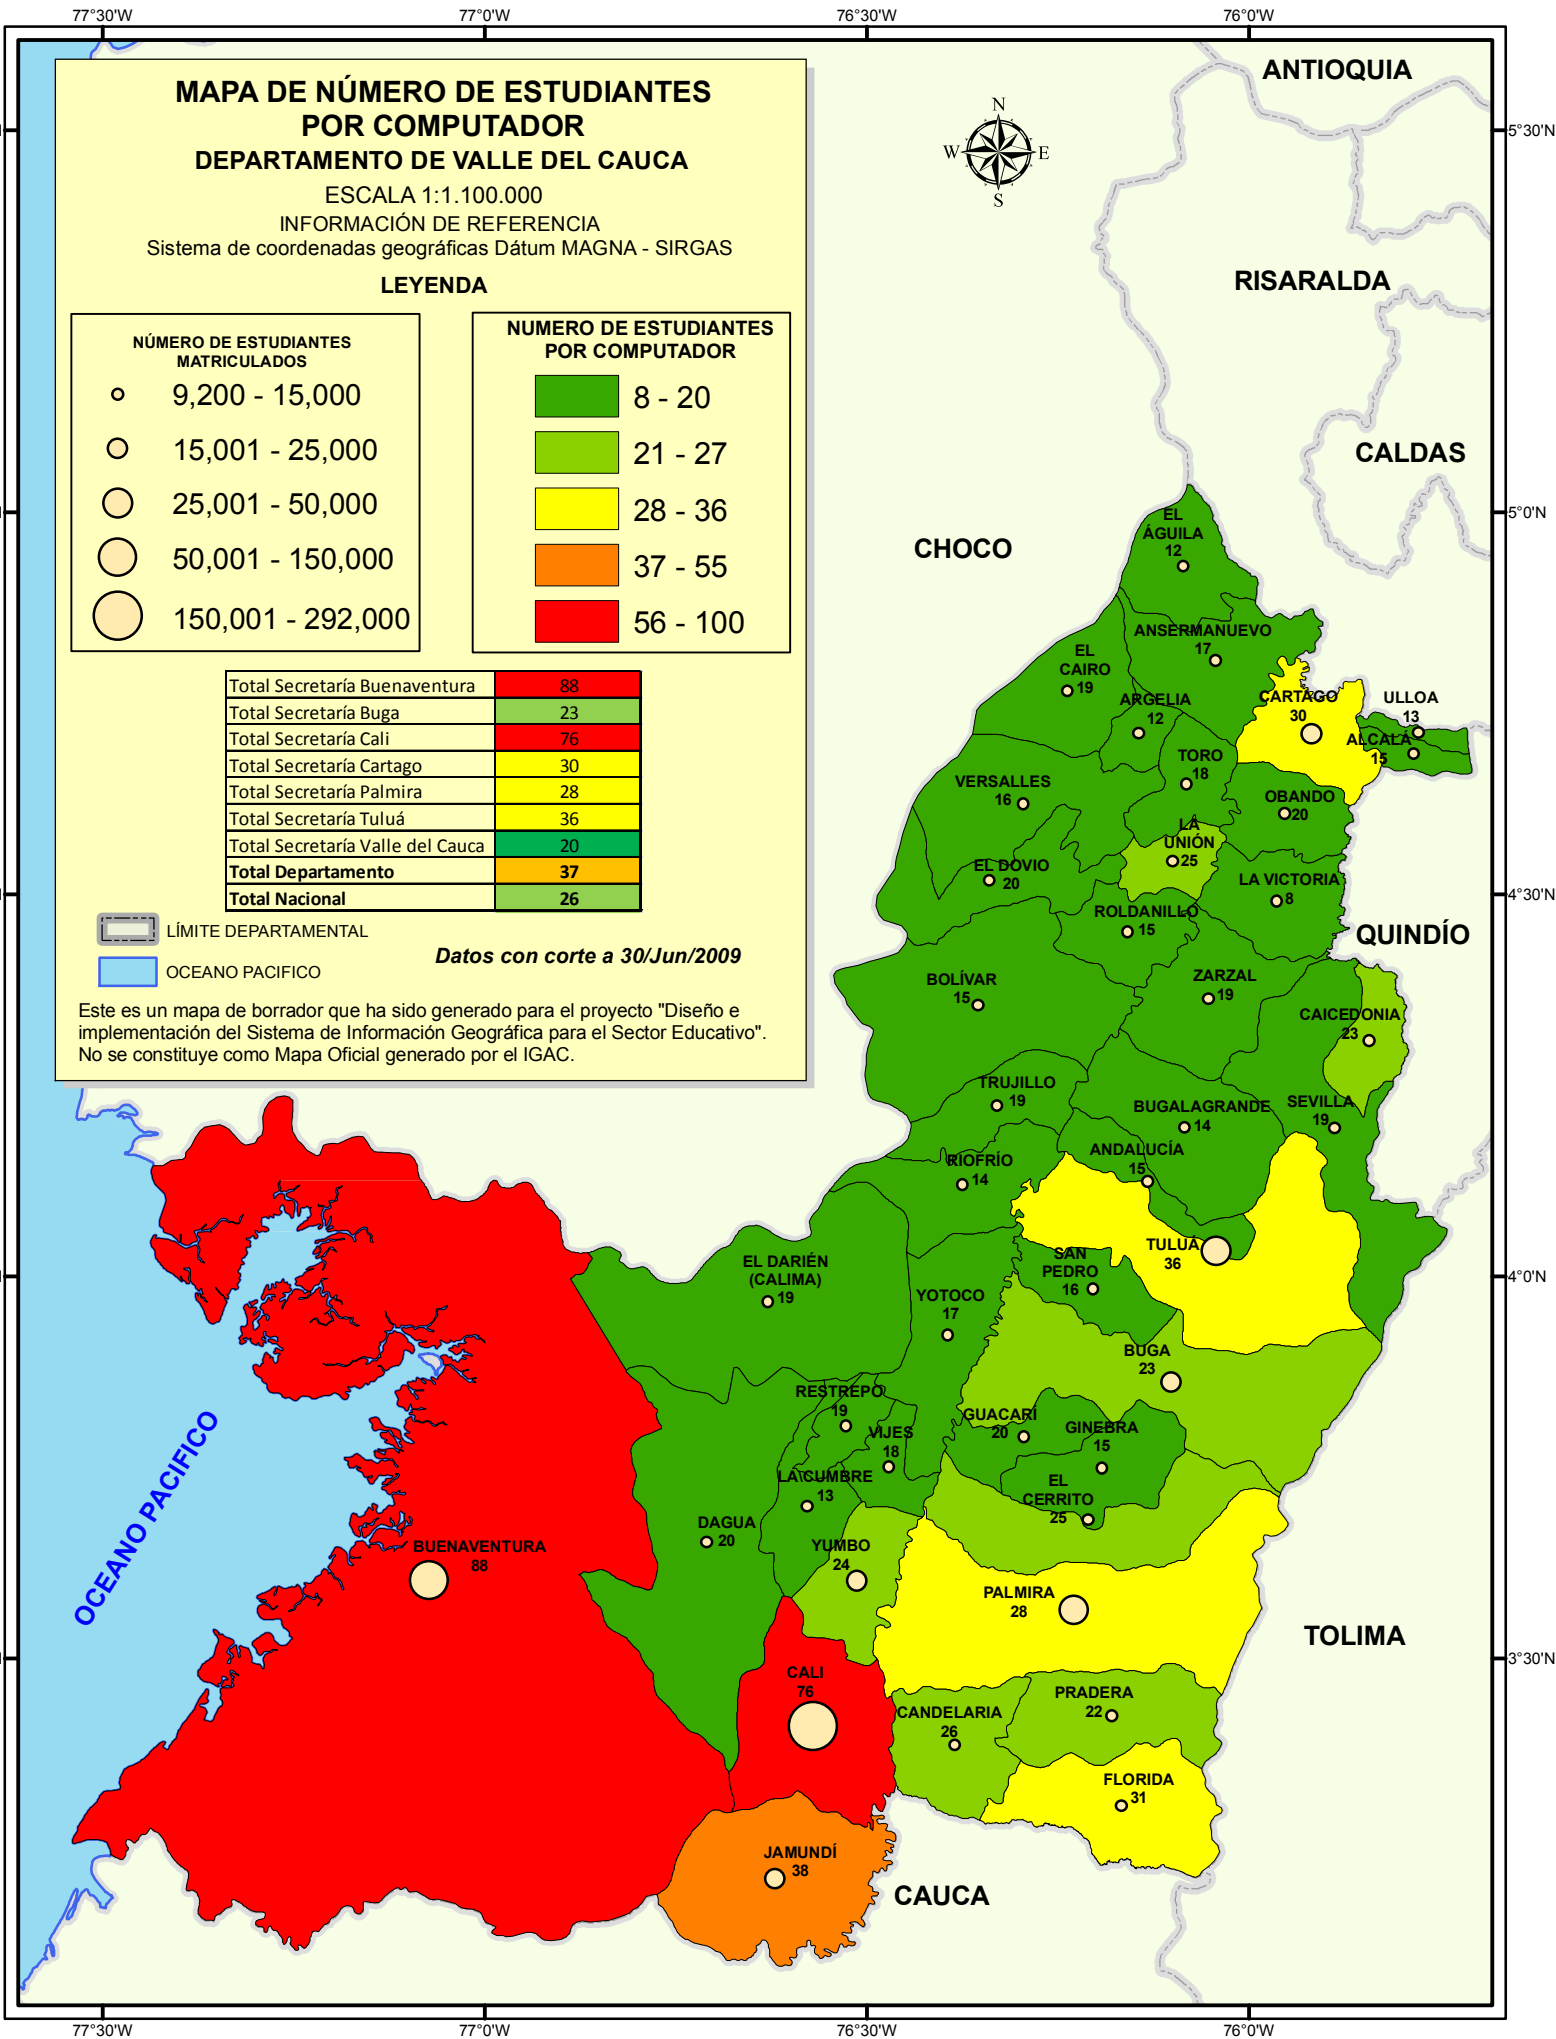 77°30'W 77°0'W 76°30'W 76°0'W
MAPA DE NÚMERO DE ESTUDIANTES
POR COMPUTADOR
DEPARTAMENTO DE VALLE DEL CAUCA
ESCALA 1:1.100.000
INFORMACIÓN DE REFERENCIA
Sistema de coordenadas geográficas Dátum MAGNA - SIRGAS
LEYENDA
NÚMERO DE ESTUDIANTES
MATRICULADOS
9,200 - 15,000
15,001 - 25,000
25,001 - 50,000
50,001 - 150,000
150,001 - 292,000
NUMERO DE ESTUDIANTES
POR COMPUTADOR
8 - 20
21 - 27
28 - 36
37 - 55
56 - 100
Total Secretaría Buenaventura 88
Total Secretaría Buga 23
Total Secretaría Cali 76
Total Secretaría Cartago 30
Total Secretaría Palmira 28
Total Secretaría Tuluá 36
Total Secretaría Valle del Cauca 20
Total Departamento 37
Total Nacional 26
LÍMITE DEPARTAMENTAL
OCEANO PACIFICO
Datos con corte a 30/Jun/2009
Este es un mapa de borrador que ha sido generado para el proyecto "Diseño e
implementación del Sistema de Información Geográfica para el Sector Educativo".
No se constituye como Mapa Oficial generado por el IGAC.
N
W E
S
ANTIOQUIA
5°30'N
RISARALDA
CALDAS
5°0'N
CHOCO
EL
ÁGUILA
12
ANSERMANUEVO
17
EL
CAIRO
19
ARGELIA
12
CARTAGO
30
ULLOA
13
ALCALÁ
15
TORO
18
VERSALLES
16
OBANDO
20
LA
UNIÓN
25
EL DOVIO
20
LA VICTORIA
8
4°30'N
ROLDANILLO
15
QUINDÍO
BOLÍVAR
15
ZARZAL
19
CAICEDONIA
23
TRUJILLO
19
BUGALAGRANDE
14
SEVILLA
19
ANDALUCÍA
15
RIOFRÍO
14
TULUÁ
36
SAN
PEDRO
16
4°0'N
EL DARIÉN
(CALIMA)
19
YOTOCO
17
BUGA
23
RESTREPO
19
VIJES
18
GUACARÍ
20
GINEBRA
15
LA CUMBRE
13
EL
CERRITO
25
DAGUA
20
YUMBO
24
OCEANO PACIFICO
BUENAVENTURA
88
PALMIRA
28
TOLIMA
3°30'N
CALI
76
CANDELARIA
26
PRADERA
22
FLORIDA
31
JAMUNDÍ
38
CAUCA
77°30'W 77°0'W 76°30'W 76°0'W